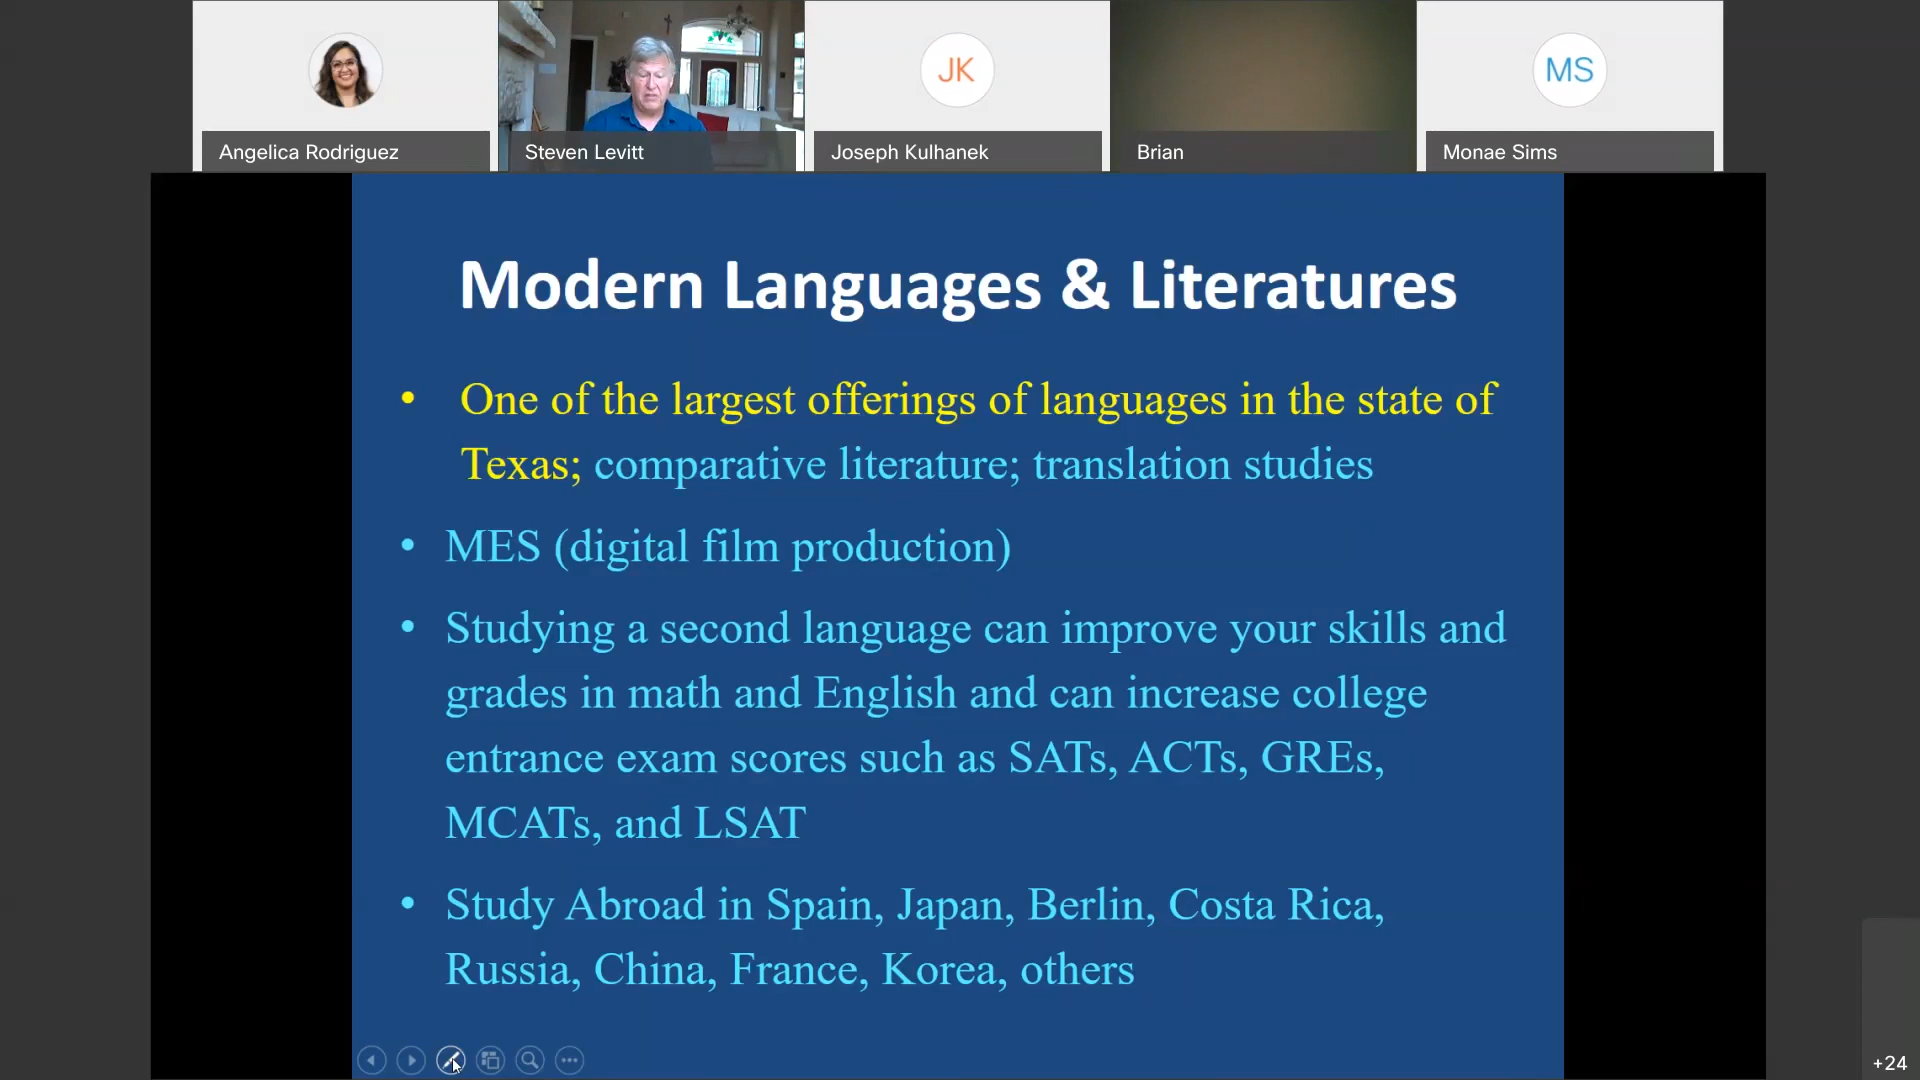 JK
MS
Angelica Rodriguez
Steven Levitt
Joseph Kulhanek
Brian
Monae Sims
Modern Languages & Literatures
• One of the largest offerings of languages in the state of
Texas; comparative literature; translation studies
• MES (digital film production)
• Studying a second language can improve your skills and
grades in math and English and can increase college
entrance exam scores such as SATs, ACTs, GREs,
MCATs, and LSAT
• Study Abroad in Spain, Japan, Berlin, Costa Rica,
Russia, China, France, Korea, others
+24